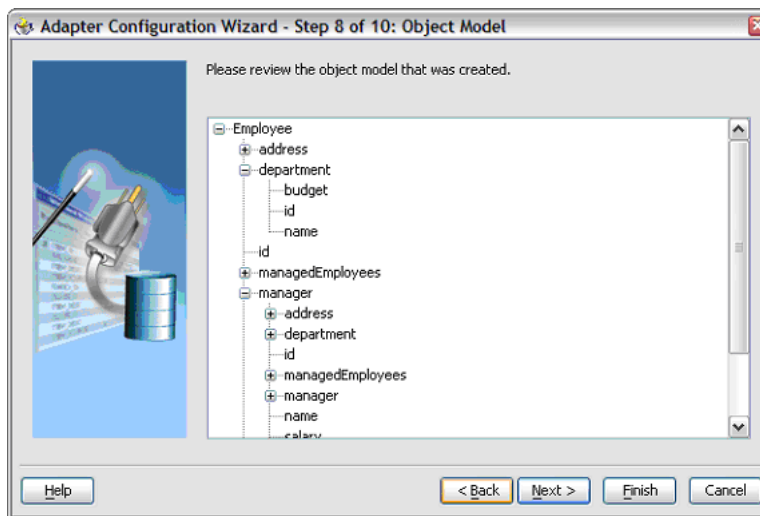 Adapter Configuration Wizard - Step 8 of 10: Object Model
Please review the object model that was created.
Employee
address
department
budget
id
name
id
managedEmployees
manager
address
department
id
managedEmployees
manager
name
salary
Help
< Back
Next >
Finish
Cancel